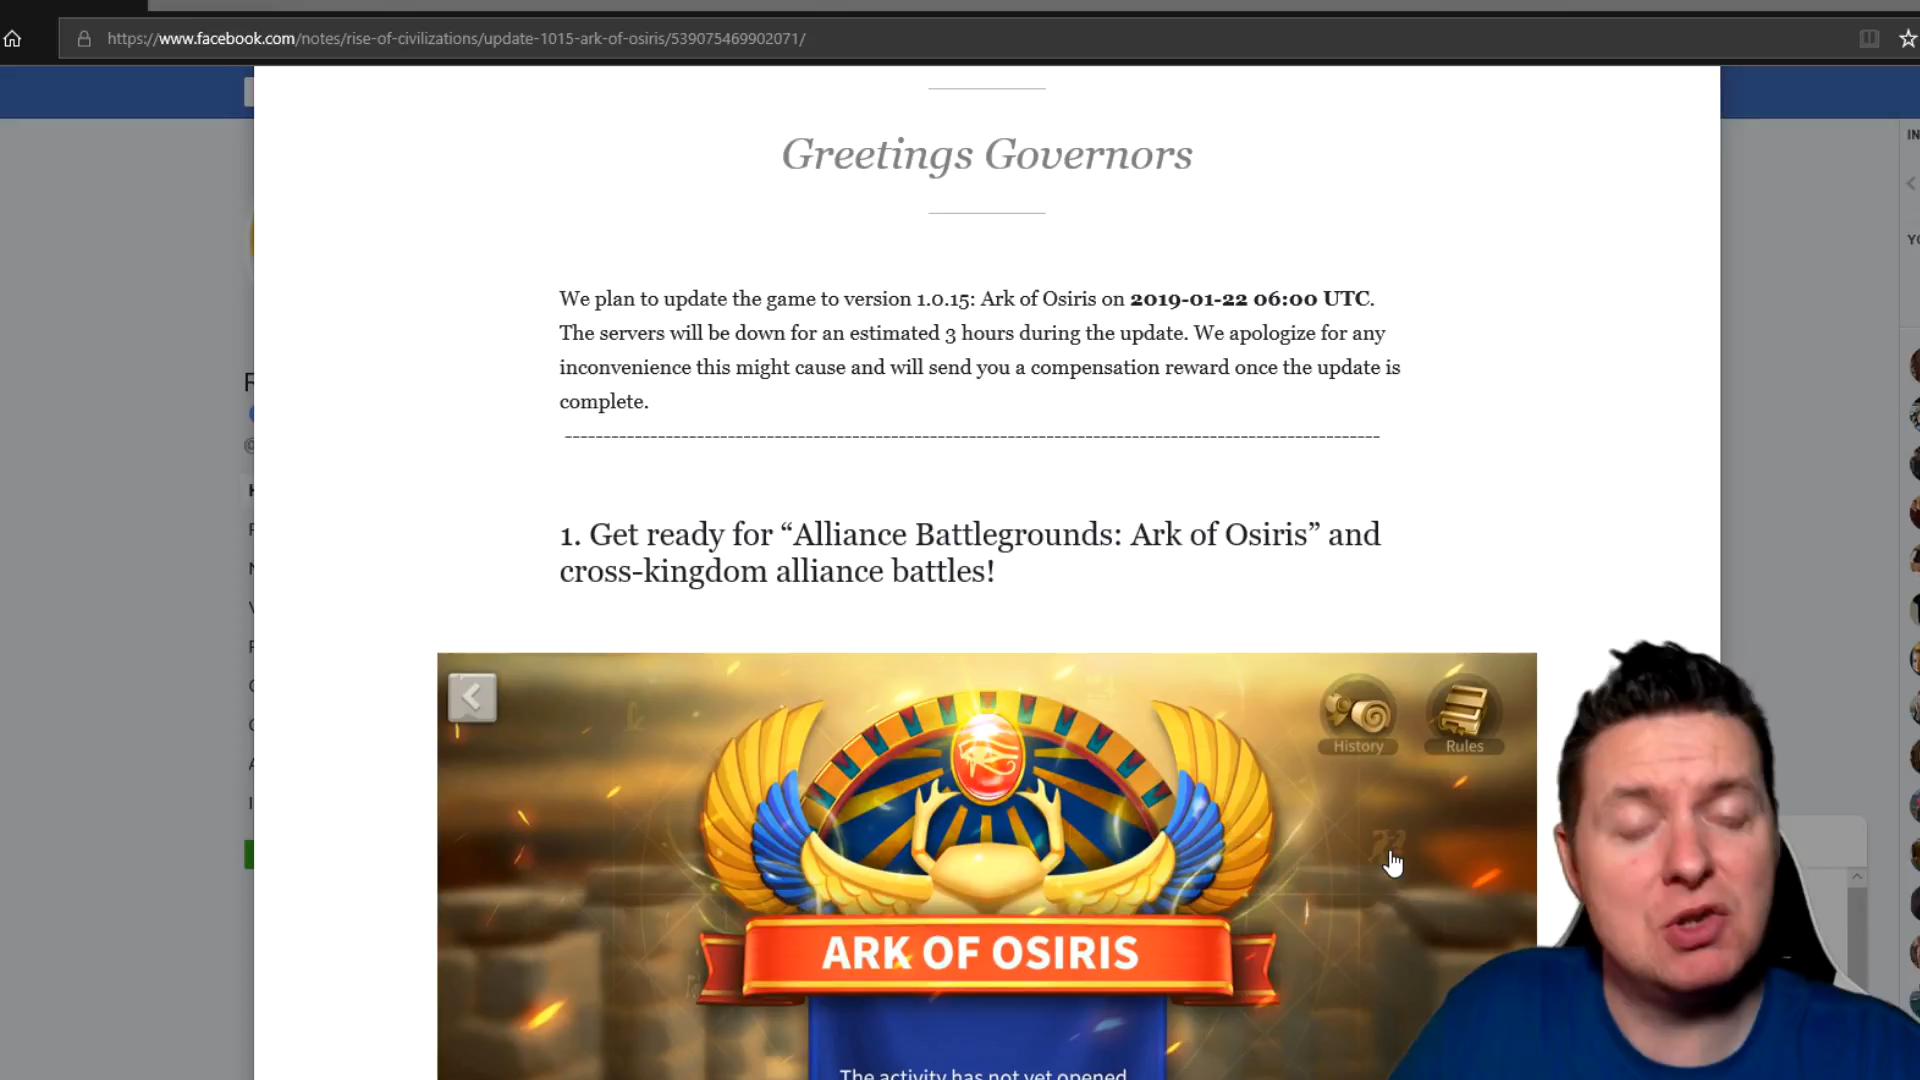 https://www.facebook.com/notes/rise-of-civilizations/update-1015-ark-of-osiris/539075469902071/
Greetings Governors
We plan to update the game to version 1.0.15: Ark of Osiris on 2019-01-22 06:00 UTC.
The servers will be down for an estimated 3 hours during the update. We apologize for any
inconvenience this might cause and will send you a compensation reward once the update is
complete.
--------------------------------------------------------------------------------------------------------
1. Get ready for “Alliance Battlegrounds: Ark of Osiris” and
cross-kingdom alliance battles!
History
Rules
ARK OF OSIRIS
The activity has not yet opened